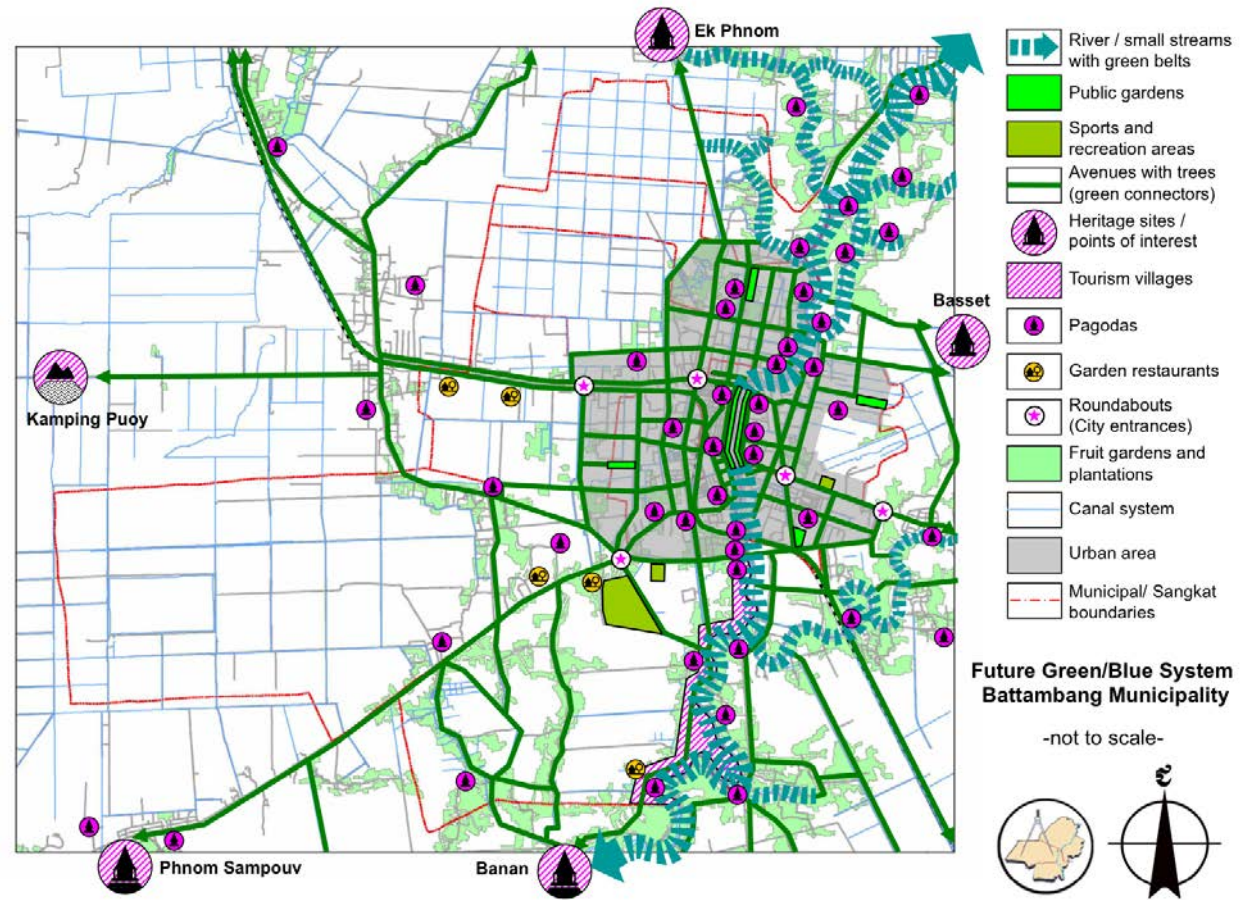 Ek Phnom
Basset
Kamping Puoy
Phnom Sampouv
Banan
River / small streams
with green belts
Public gardens
Sports and
recreation areas
Avenues with trees
(green connectors)
Heritage sites /
points of interest
Tourism villages
Pagodas
Garden restaurants
Roundabouts
(City entrances)
Fruit gardens and
plantations
Canal system
Urban area
Municipal/ Sangkat
boundaries
Future Green/Blue System
Battambang Municipality
-not to scale-